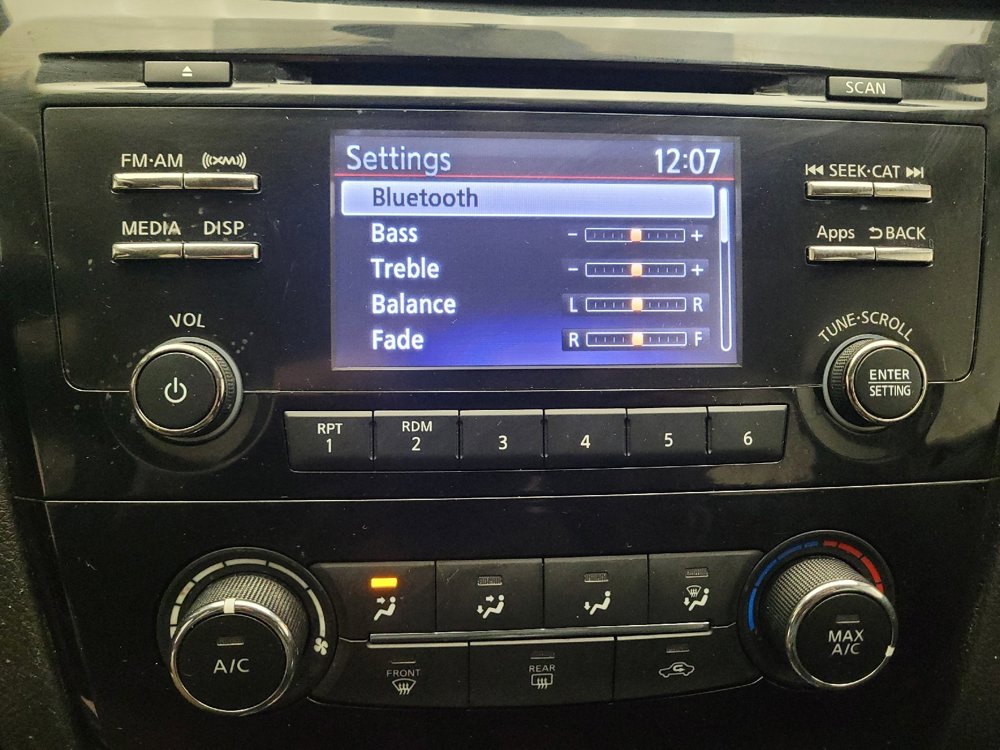 SCAN
FM·AM ((XM))
SEEK·CAT
MEDIA DISP
Apps BACK
Settings 12:07
Bluetooth
Bass - +
Treble - +
Balance L R
Fade R F
VOL
TUNE·SCROLL
ENTER
SETTING
RPT
1
RDM
2
3
4
5
6
A/C
MAX
A/C
FRONT
REAR